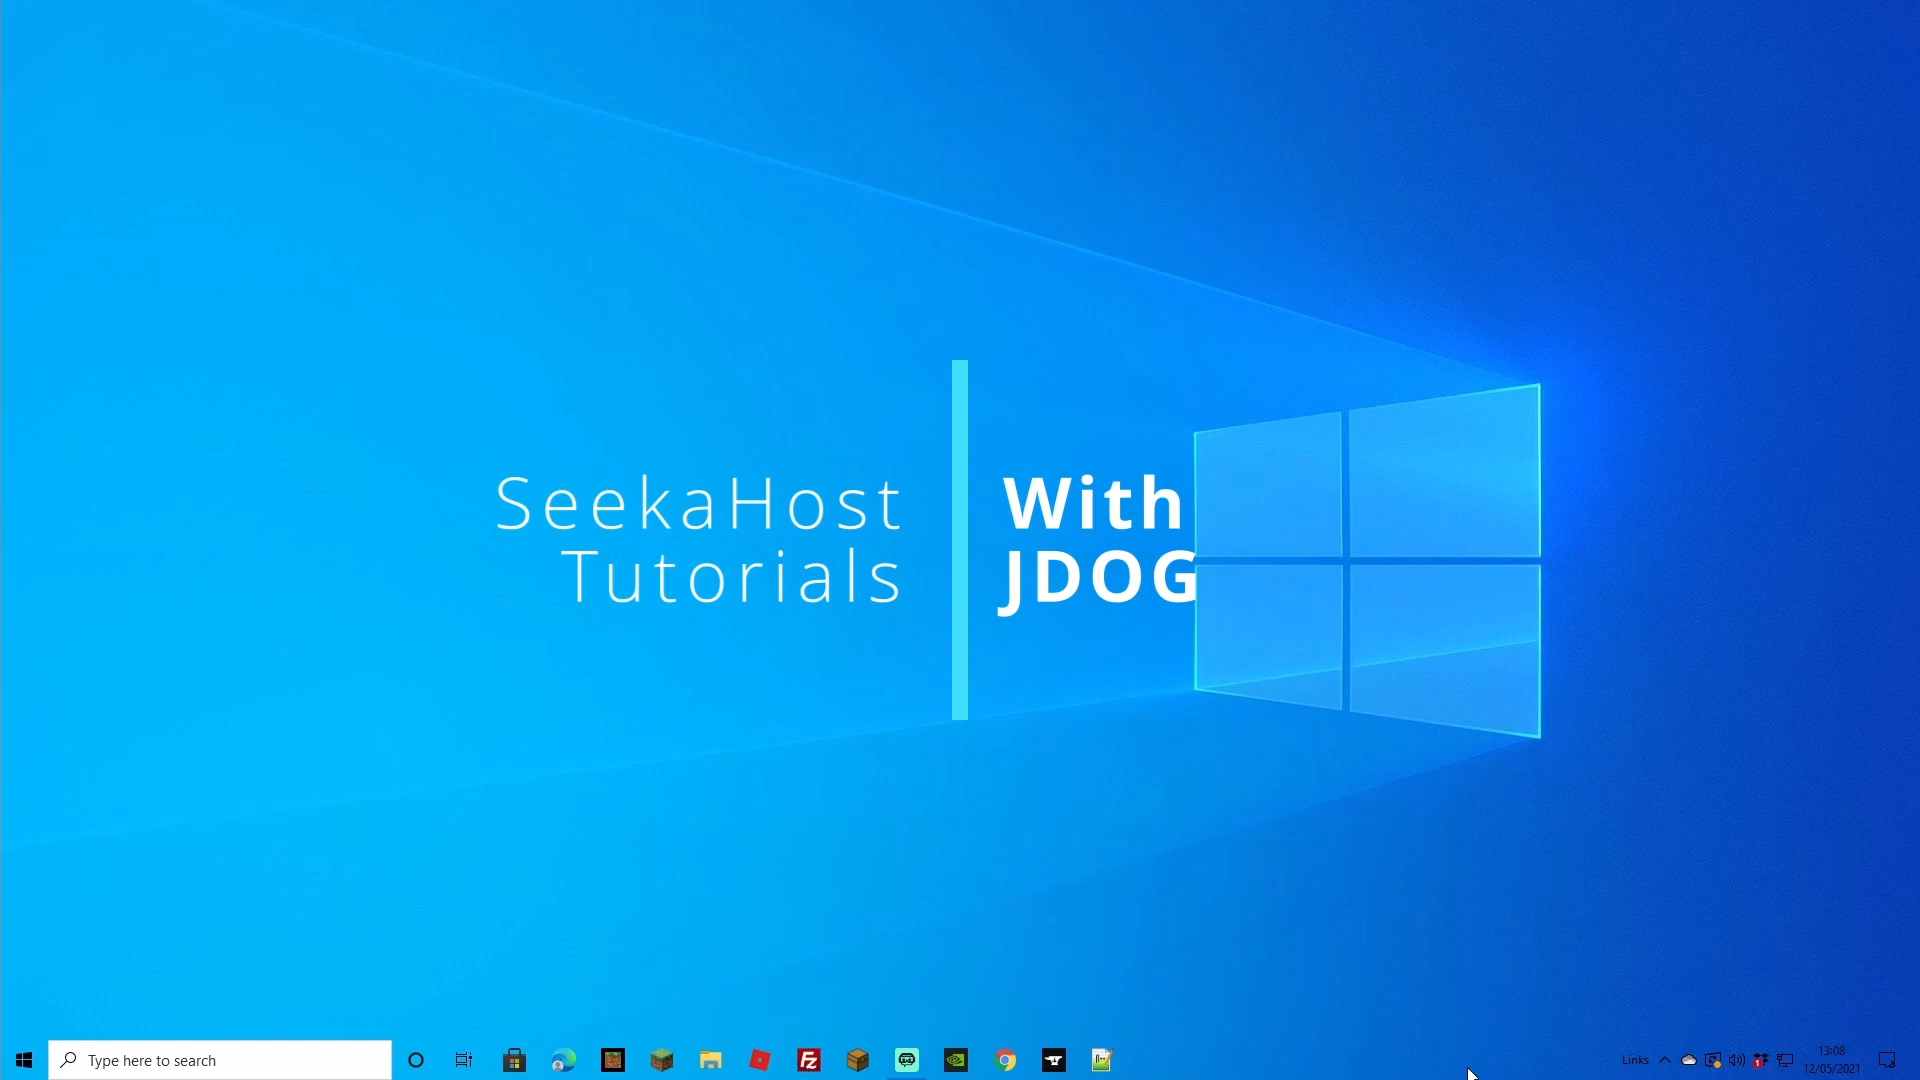 SeekaHost
Tutorials
With
JDOG
Type here to search
Links
13:08
12/05/2021